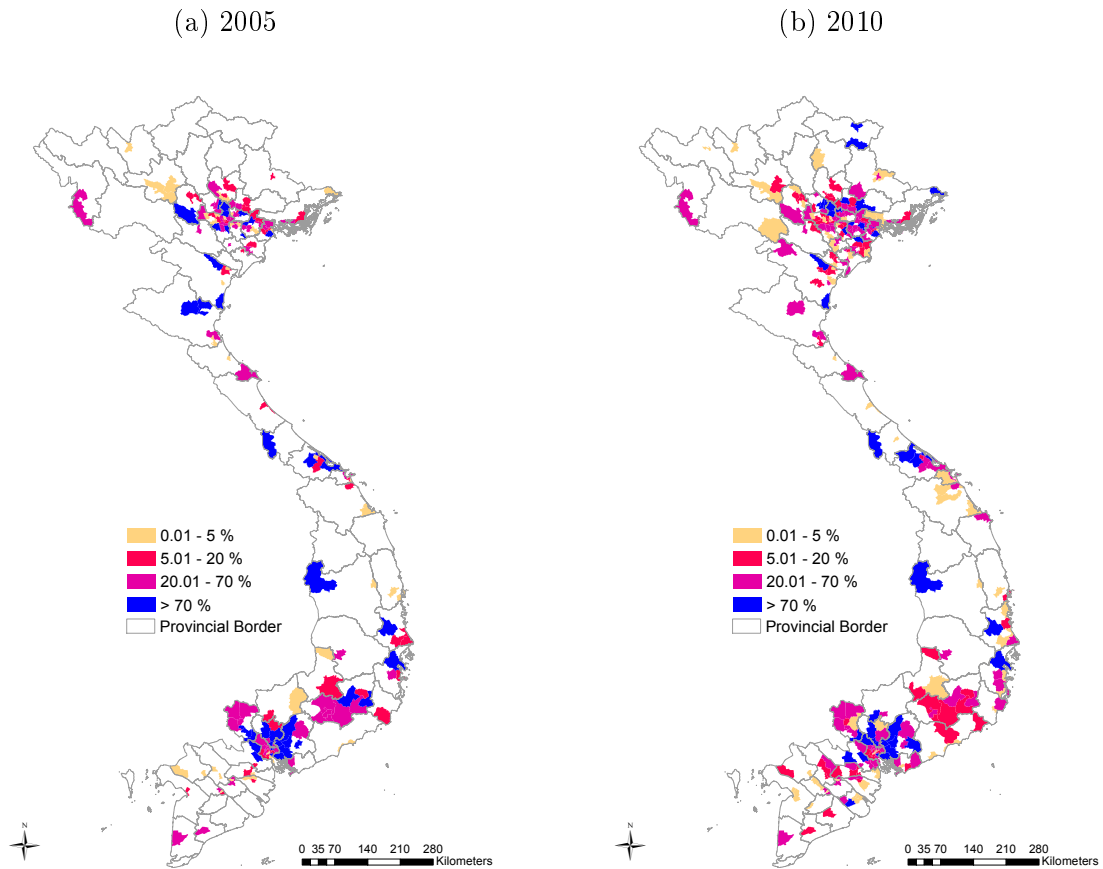 (a) 2005
(b) 2010
0.01 - 5 %
5.01 - 20 %
20.01 - 70 %
> 70 %
Provincial Border
0.01 - 5 %
5.01 - 20 %
20.01 - 70 %
> 70 %
Provincial Border
N
0 35 70 140 210 280
Kilometers
N
0 35 70 140 210 280
Kilometers